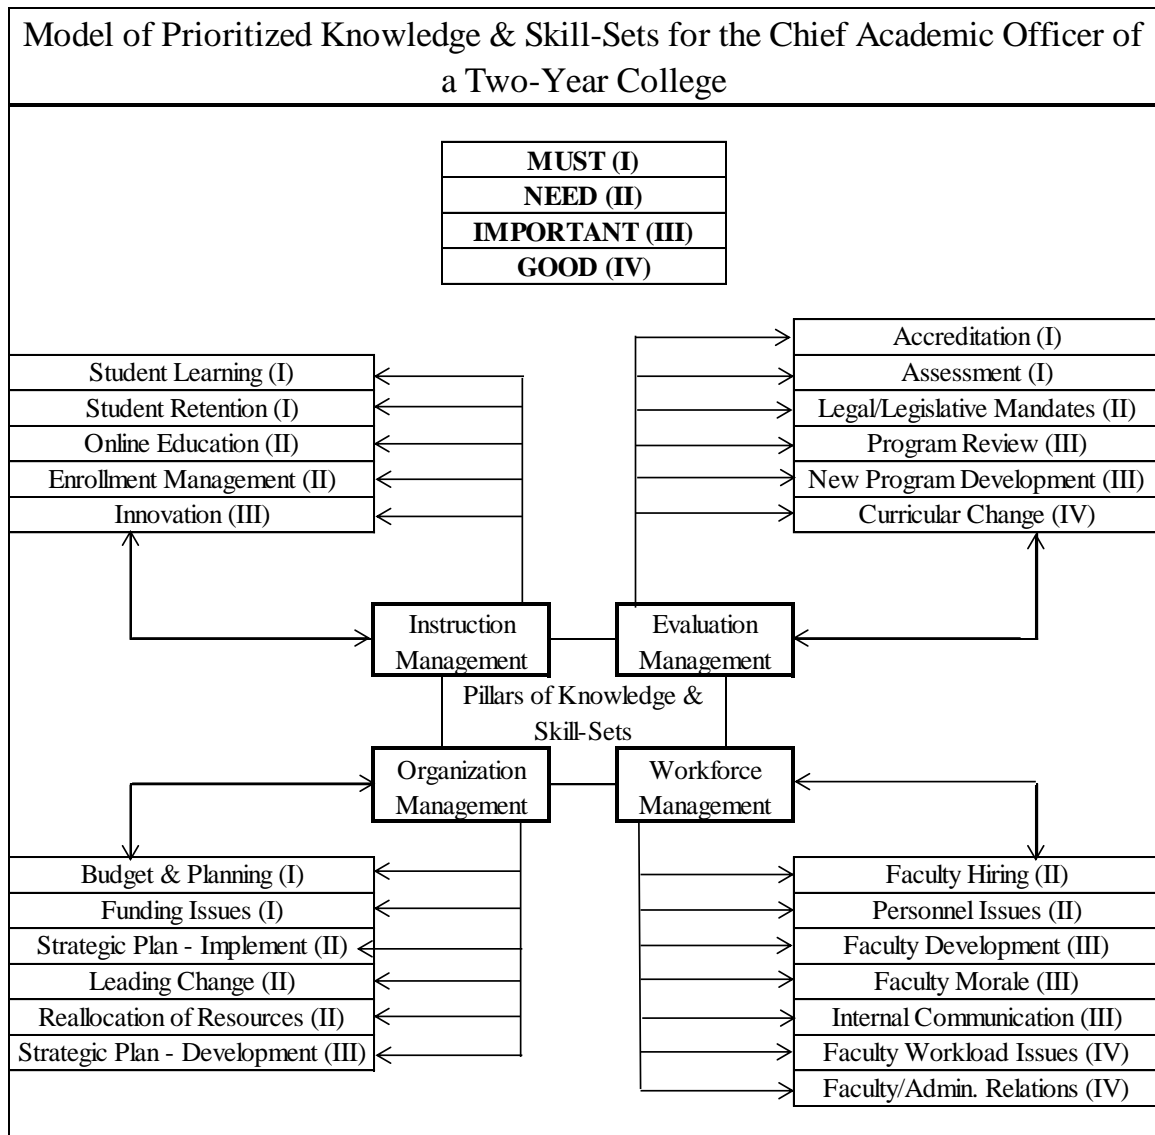 Model of Prioritized Knowledge & Skill-Sets for the Chief Academic Officer of
a Two-Year College
MUST (I)
NEED (II)
IMPORTANT (III)
GOOD (IV)
Student Learning (I)
Student Retention (I)
Online Education (II)
Enrollment Management (II)
Innovation (III)
Accreditation (I)
Assessment (I)
Legal/Legislative Mandates (II)
Program Review (III)
New Program Development (III)
Curricular Change (IV)
Instruction
Management
Evaluation
Management
Pillars of Knowledge &
Skill-Sets
Organization
Management
Workforce
Management
Budget & Planning (I)
Funding Issues (I)
Strategic Plan - Implement (II)
Leading Change (II)
Reallocation of Resources (II)
Strategic Plan - Development (III)
Faculty Hiring (II)
Personnel Issues (II)
Faculty Development (III)
Faculty Morale (III)
Internal Communication (III)
Faculty Workload Issues (IV)
Faculty/Admin. Relations (IV)